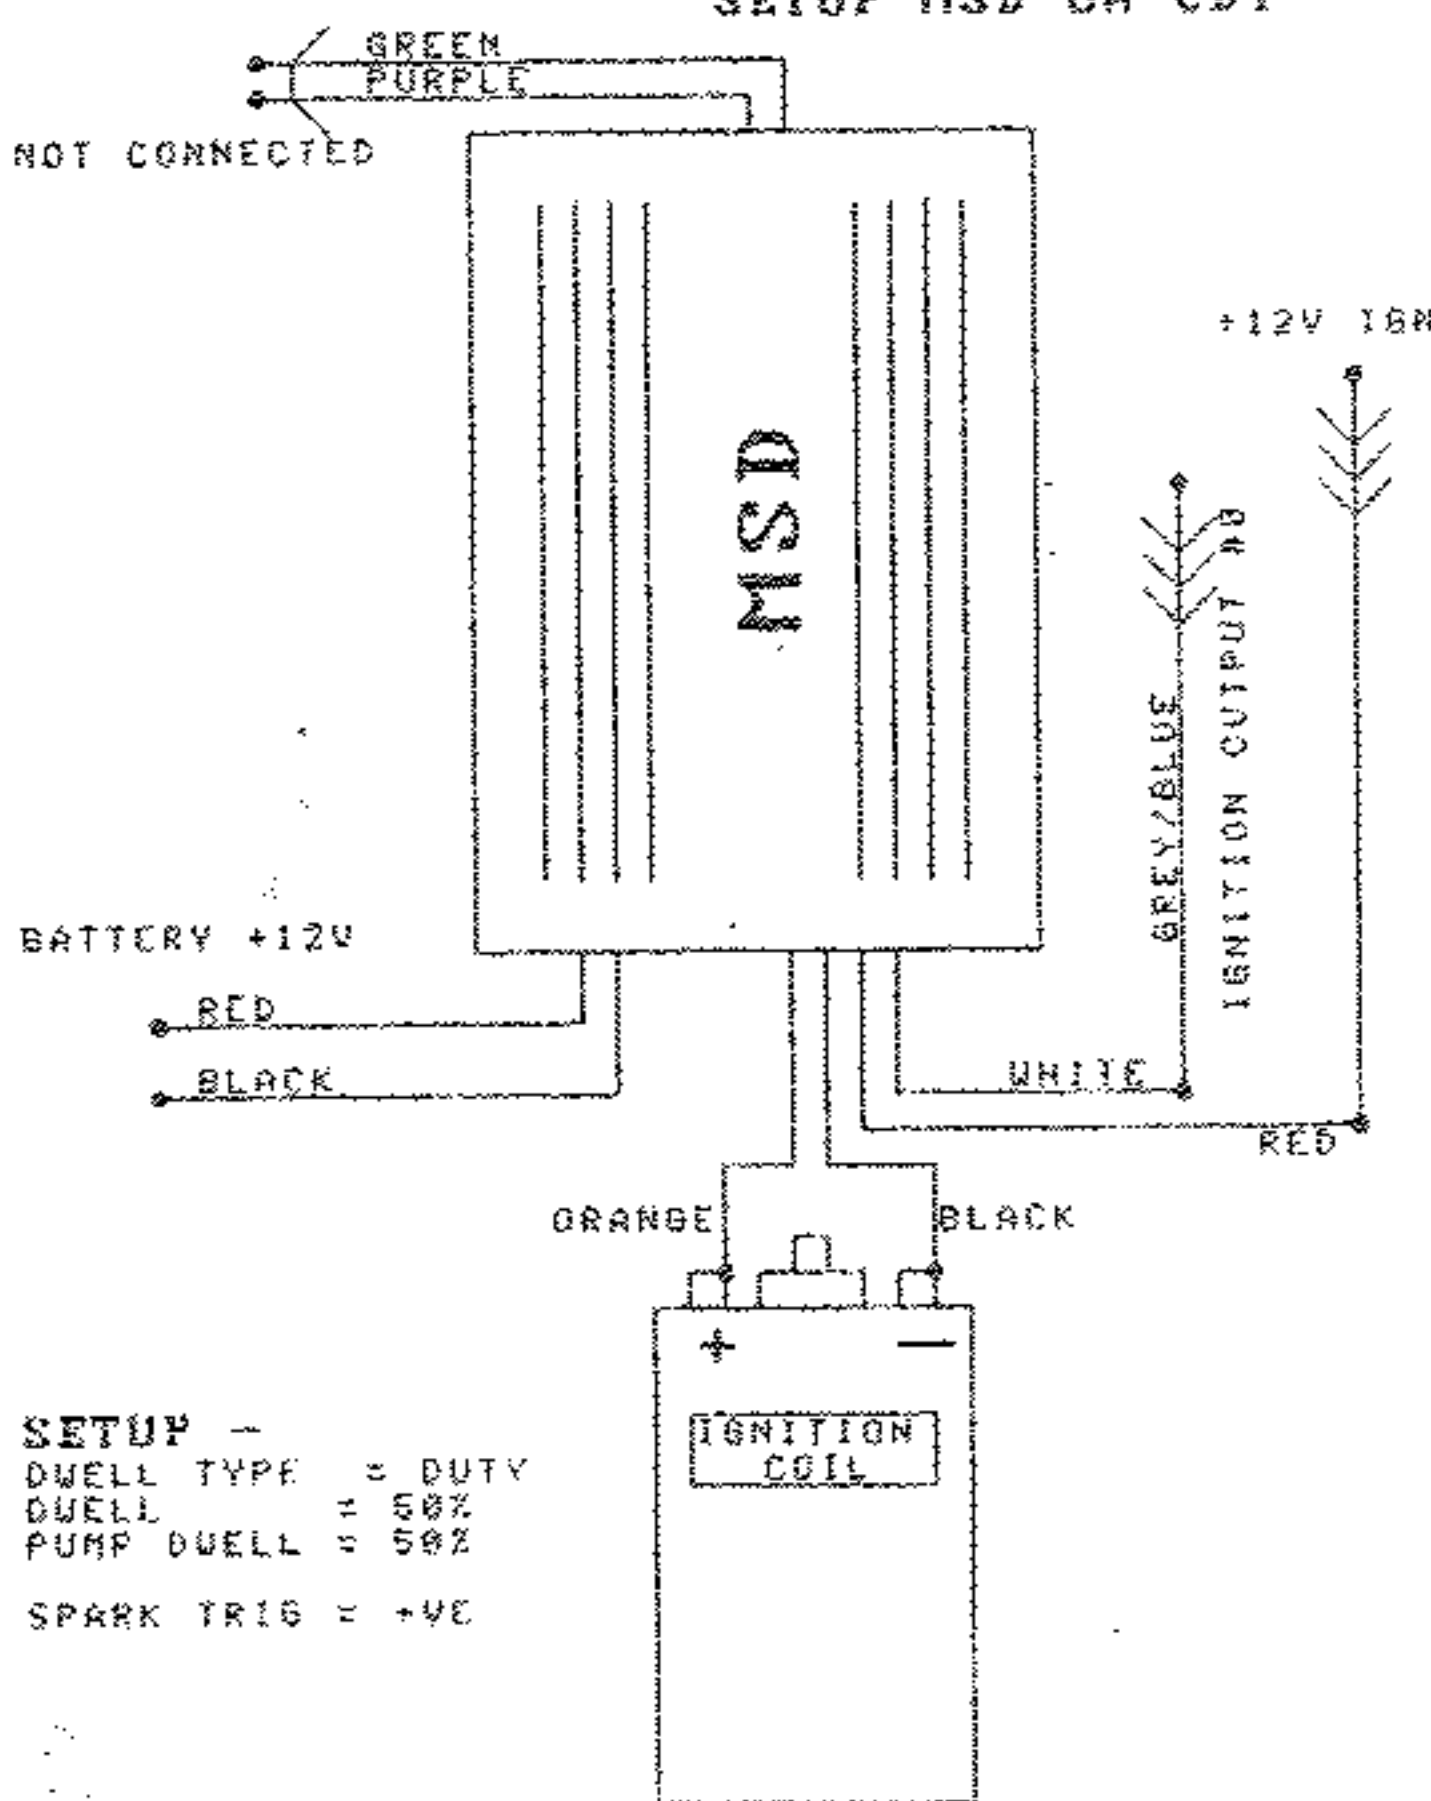 GREEN
PURPLE
NOT CONNECTED
+12V IGN
MSD
GREY/BLUE
IGNITION OUTPUT
BATTERY +12V
RED
BLACK
WHITE
RED
ORANGE
BLACK
+ —
IGNITION
COIL
SETUP -
DWELL TYPE = DUTY
DWELL = 50%
PUMP DWELL = 50%
SPARK TRIG = +VE